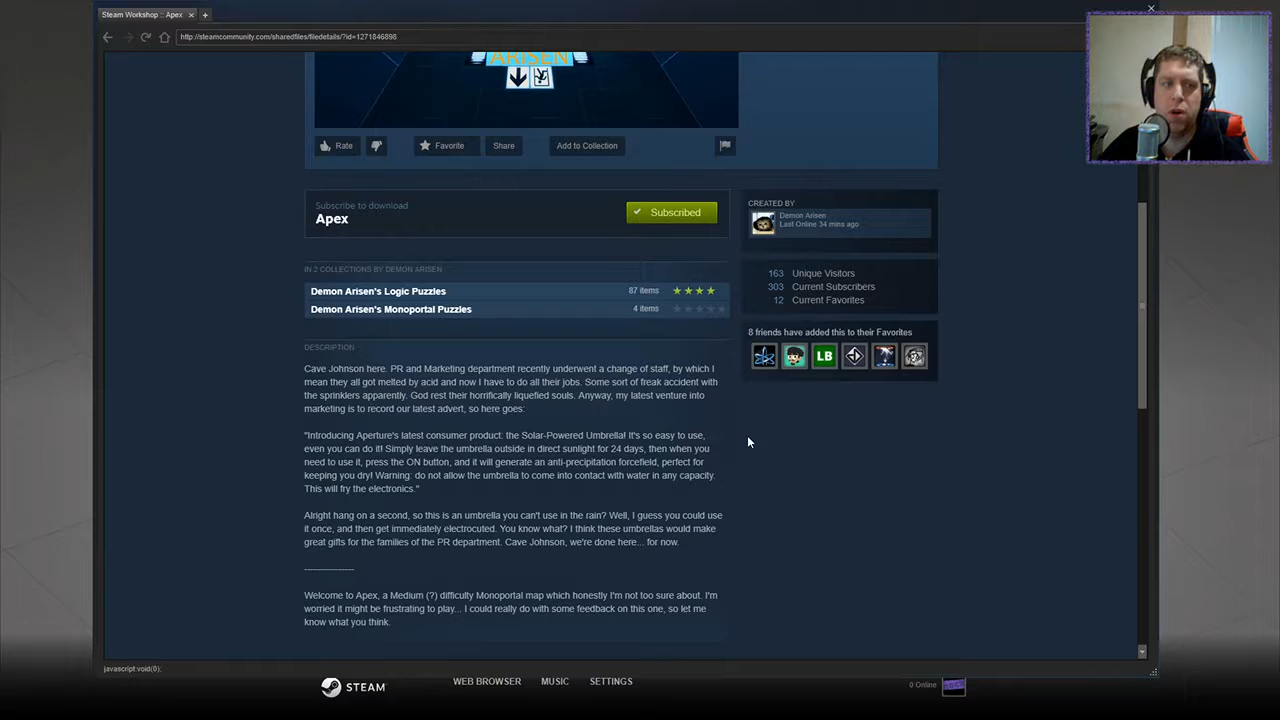 Steam Workshop :: Apex × +
http://steamcommunity.com/sharedfiles/filedetails/?id=1271846898
ARISEN
Rate
Favorite
Share
Add to Collection
Subscribe to download
Apex
Subscribed
IN 2 COLLECTIONS BY DEMON ARISEN
Demon Arisen's Logic Puzzles 87 items
Demon Arisen's Monoportal Puzzles 4 items
CREATED BY
Demon Arisen
Last Online 34 mins ago
163 Unique Visitors
303 Current Subscribers
12 Current Favorites
8 friends have added this to their Favorites
LB
DESCRIPTION
Cave Johnson here. PR and Marketing department recently underwent a change of staff, by which I
mean they all got melted by acid and now I have to do all their jobs. Some sort of freak accident with
the sprinklers apparently. God rest their horrifically liquefied souls. Anyway, my latest venture into
marketing is to record our latest advert, so here goes:
"Introducing Aperture's latest consumer product: the Solar-Powered Umbrella! It's so easy to use,
even you can do it! Simply leave the umbrella outside in direct sunlight for 24 days, then when you
need to use it, press the ON button, and it will generate an anti-precipitation forcefield, perfect for
keeping you dry! Warning: do not allow the umbrella to come into contact with water in any capacity.
This will fry the electronics."
Alright hang on a second, so this is an umbrella you can't use in the rain? Well, I guess you could use
it once, and then get immediately electrocuted. You know what? I think these umbrellas would make
great gifts for the families of the PR department. Cave Johnson, we're done here... for now.
----------------
Welcome to Apex, a Medium (?) difficulty Monoportal map which honestly I'm not too sure about. I'm
worried it might be frustrating to play... I could really do with some feedback on this one, so let me
know what you think.
javascript:void(0);
STEAM
WEB BROWSER
MUSIC
SETTINGS
0 Online